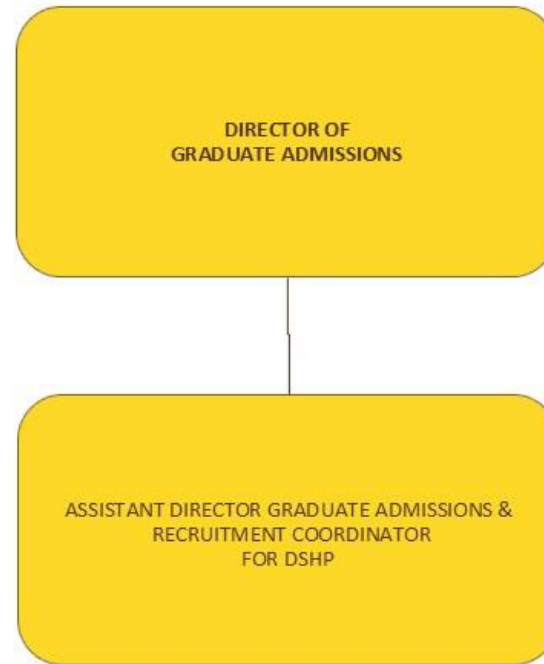 DIRECTOR OF
GRADUATE ADMISSIONS
ASSISTANT DIRECTOR GRADUATE ADMISSIONS &
RECRUITMENT COORDINATOR
FOR DSHP